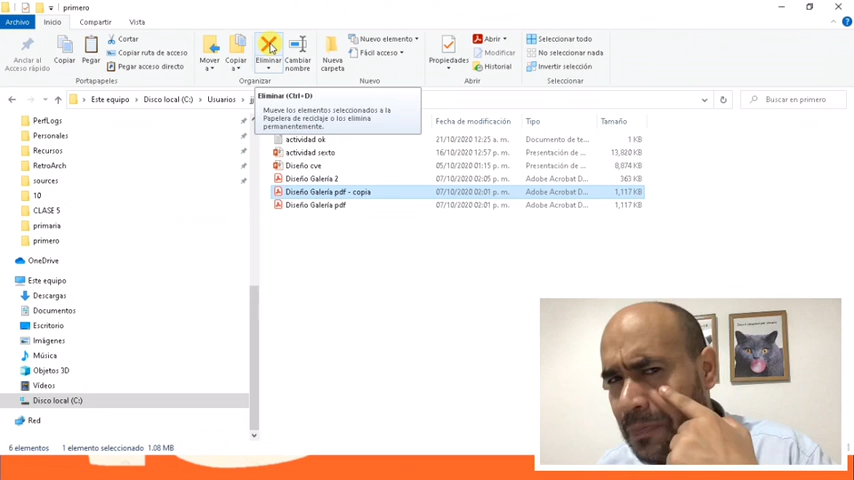 primero
Archivo Inicio Compartir Vista
Anclar al Acceso rápido
Copiar
Pegar
Cortar
Copiar ruta de acceso
Pegar acceso directo
Portapapeles
Mover a
Copiar a
Eliminar
Cambiar nombre
Organizar
Nueva carpeta
Nuevo elemento
Fácil acceso
Nuevo
Propiedades
Abrir
Modificar
Historial
Abrir
Seleccionar todo
No seleccionar nada
Invertir selección
Seleccionar
Este equipo Disco local (C:) Usuarios
Buscar en primero
Eliminar (Ctrl+D)
Mueve los elementos seleccionados a la
Papelera de reciclaje o los elimina
permanentemente.
Fecha de modificación Tipo Tamaño
actividad ok 21/10/2020 12:25 a. m. Documento de te... 1 KB
actividad sexto 16/10/2020 12:57 p. m. Presentación de... 13,820 KB
Diseño cve 05/10/2020 01:15 p. m. Presentación de... 8,874 KB
Diseño Galería 2 07/10/2020 02:05 p. m. Adobe Acrobat D... 363 KB
Diseño Galería pdf - copia 07/10/2020 02:01 p. m. Adobe Acrobat D... 1,117 KB
Diseño Galería pdf 07/10/2020 02:01 p. m. Adobe Acrobat D... 1,117 KB
PerfLogs
Personales
Recursos
RetroArch
sources
10
CLASE 5
primaria
primero
OneDrive
Este equipo
Descargas
Documentos
Escritorio
Imágenes
Música
Objetos 3D
Vídeos
Disco local (C:)
Red
6 elementos 1 elemento seleccionado 1.08 MB